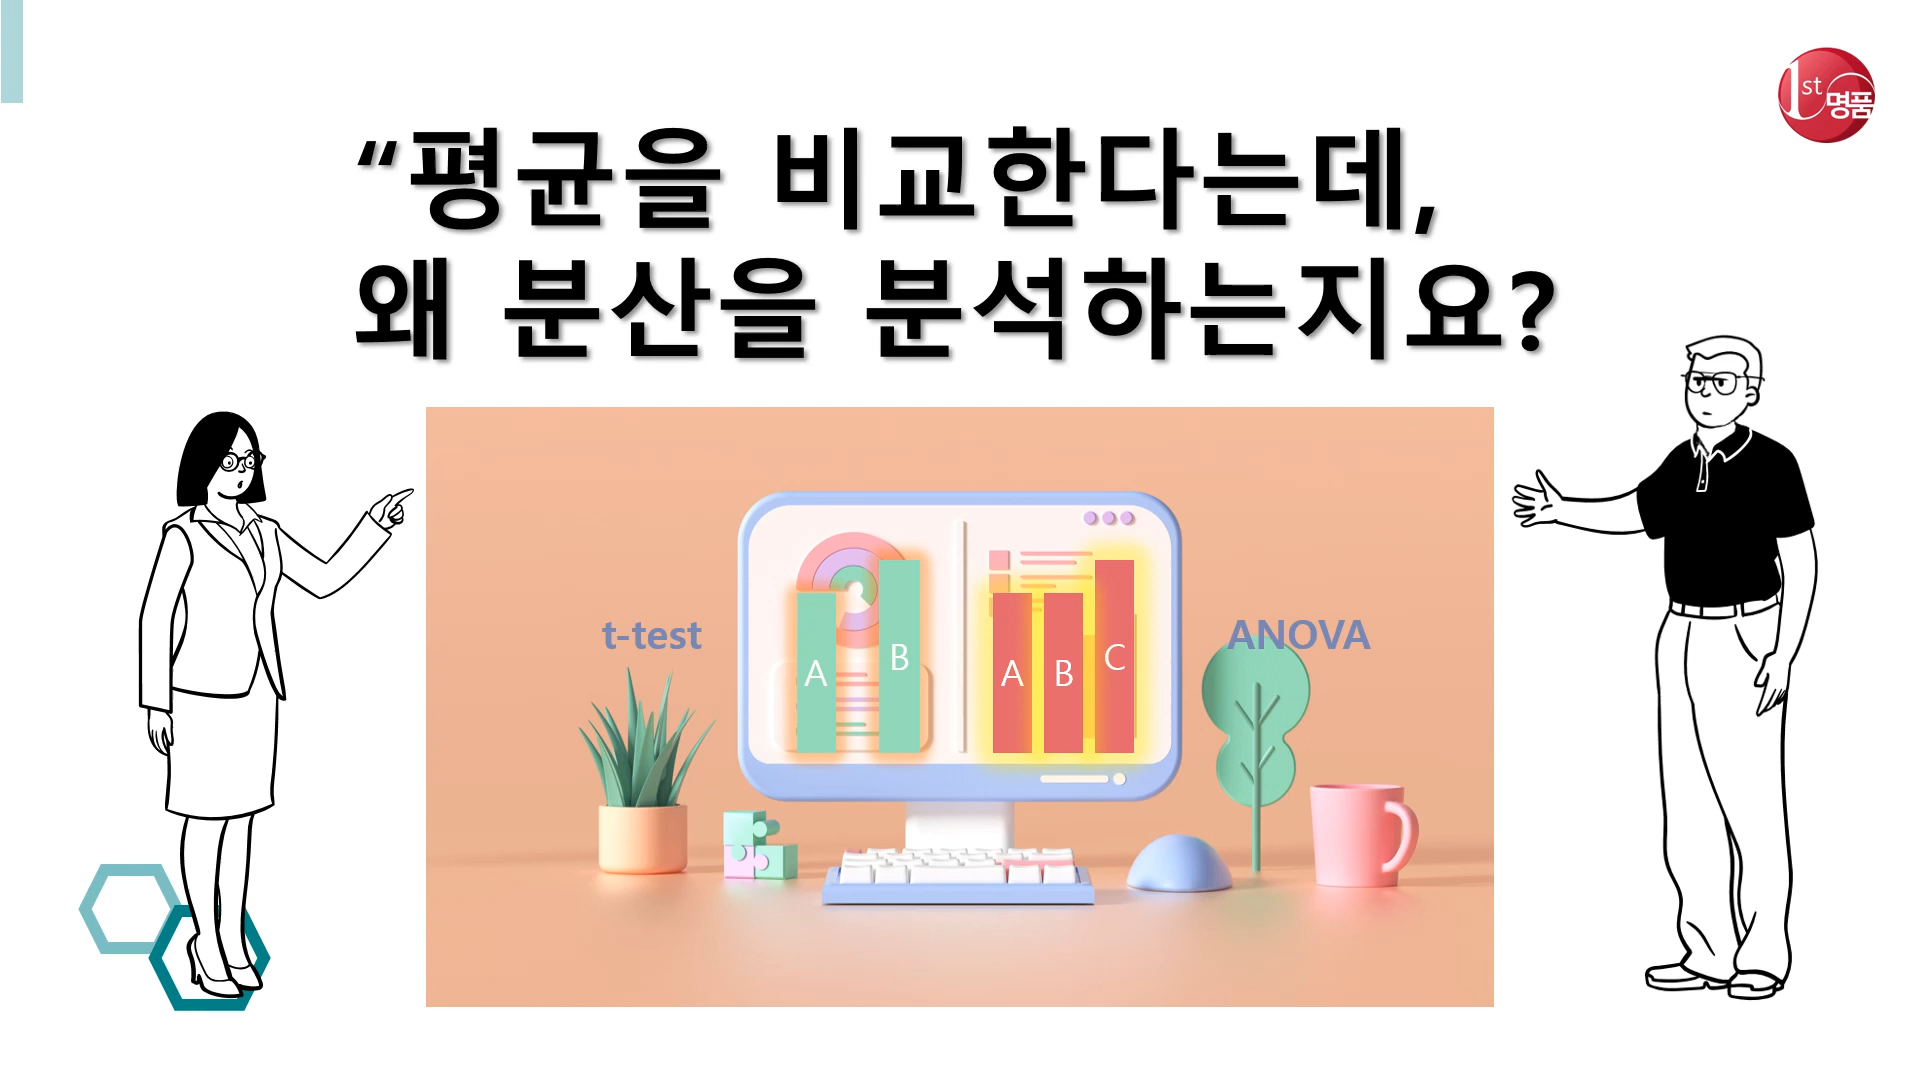 1st 명품
“평균을 비교한다는데,
왜 분산을 분석하는지요?
t-test
A
B
A
B
C
ANOVA